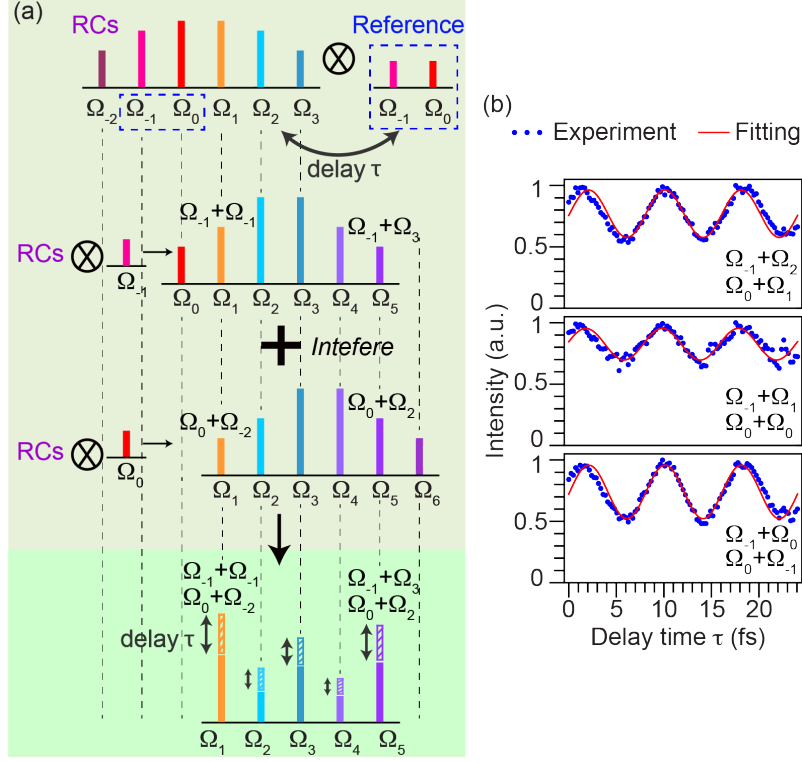 (a)
RCs
Reference
Ω₋₂ Ω₋₁ Ω₀ Ω₁ Ω₂ Ω₃
Ω₋₁ Ω₀
delay τ
Ω₋₁+Ω₋₁
Ω₋₁+Ω₃
RCs
Ω₋₁
Ω₀ Ω₁ Ω₂ Ω₃ Ω₄ Ω₅
+ Intefere
Ω₀+Ω₋₂
Ω₀+Ω₂
RCs
Ω₀
Ω₁ Ω₂ Ω₃ Ω₄ Ω₅ Ω₆
Ω₋₁+Ω₋₁
Ω₀+Ω₋₂
Ω₋₁+Ω₃
Ω₀+Ω₂
delay τ
Ω₁ Ω₂ Ω₃ Ω₄ Ω₅
(b)
Experiment
Fitting
Intensity (a.u.)
1
0.5
0
Ω₋₁+Ω₂
Ω₀+Ω₁
1
0.5
0
Ω₋₁+Ω₁
Ω₀+Ω₀
1
0.5
0
Ω₋₁+Ω₀
Ω₀+Ω₋₁
0 5 10 15 20
Delay time τ (fs)